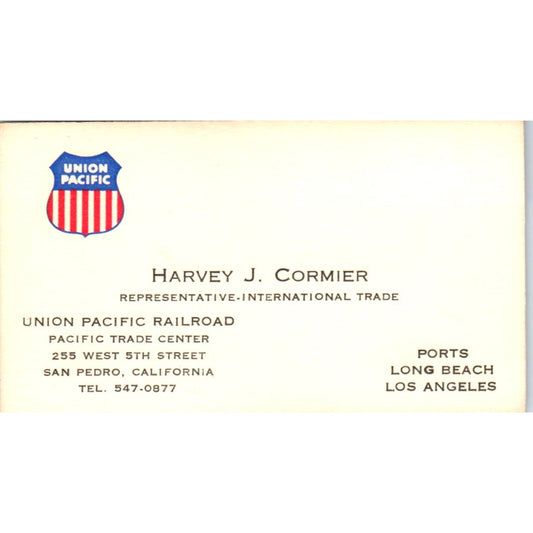 UNION
PACIFIC
HARVEY J. CORMIER
REPRESENTATIVE-INTERNATIONAL TRADE
UNION PACIFIC RAILROAD
PACIFIC TRADE CENTER
255 WEST 5TH STREET
SAN PEDRO, CALIFORNIA
TEL. 547-0877
PORTS
LONG BEACH
LOS ANGELES